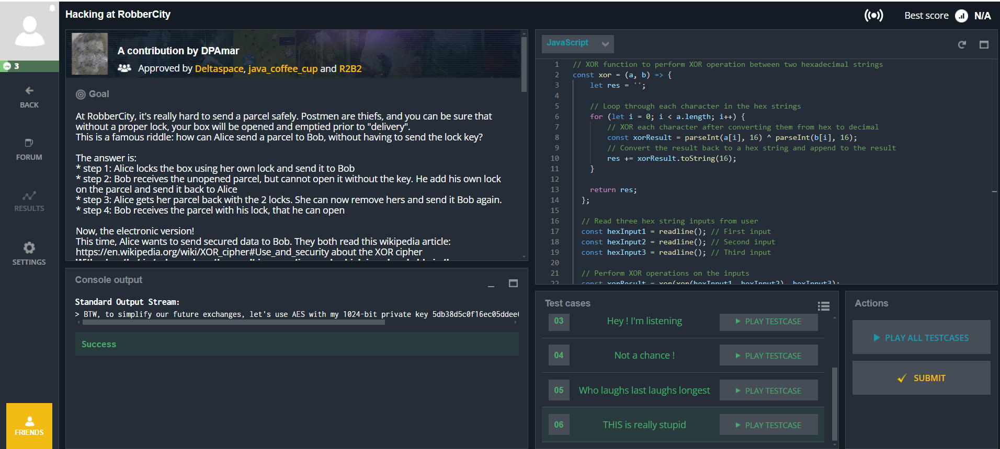 Hacking at RobberCity
Best score N/A
3
BACK
FORUM
RESULTS
SETTINGS
FRIENDS
A contribution by DPAmar
Approved by Deltaspace, java_coffee_cup and R2B2
Goal
At RobberCity, it's really hard to send a parcel safely. Postmen are thiefs, and you can be sure that
without a proper lock, your box will be opened and emptied prior to "delivery".
This is a famous riddle: how can Alice send a parcel to Bob, without having to send the lock key?
The answer is:
* step 1: Alice locks the box using her own lock and send it to Bob
* step 2: Bob receives the unopened parcel, but cannot open it without the key. He add his own lock
on the parcel and send it back to Alice
* step 3: Alice gets her parcel back with the 2 locks. She can now remove hers and send it Bob again.
* step 4: Bob receives the parcel with his lock, that he can open
Now, the electronic version!
This time, Alice wants to send secured data to Bob. They both read this wikipedia article:
https://en.wikipedia.org/wiki/XOR_cipher#Use_and_security about the XOR cipher
Console output
Standard Output Stream:
> BTW, to simplify our future exchanges, let's use AES with my 1024-bit private key 5db38d5c0f16ec05ddee
Success
JavaScript
1 // XOR function to perform XOR operation between two hexadecimal strings
2 const xor = (a, b) => {
3 let res = '';
4
5 // Loop through each character in the hex strings
6 for (let i = 0; i < a.length; i++) {
7 // XOR each character after converting them from hex to decimal
8 const xorResult = parseInt(a[i], 16) ^ parseInt(b[i], 16);
9 // Convert the result back to a hex string and append to the result
10 res += xorResult.toString(16);
11 }
12
13 return res;
14 };
15
16 // Read three hex string inputs from user
17 const hexInput1 = readline(); // First input
18 const hexInput2 = readline(); // Second input
19 const hexInput3 = readline(); // Third input
20
21 // Perform XOR operations on the inputs
22 const xorResult = xor(xor(hexInput1, hexInput2), hexInput3);
Test cases
03 Hey ! I'm listening PLAY TESTCASE
04 Not a chance ! PLAY TESTCASE
05 Who laughs last laughs longest PLAY TESTCASE
06 THIS is really stupid PLAY TESTCASE
Actions
PLAY ALL TESTCASES
SUBMIT